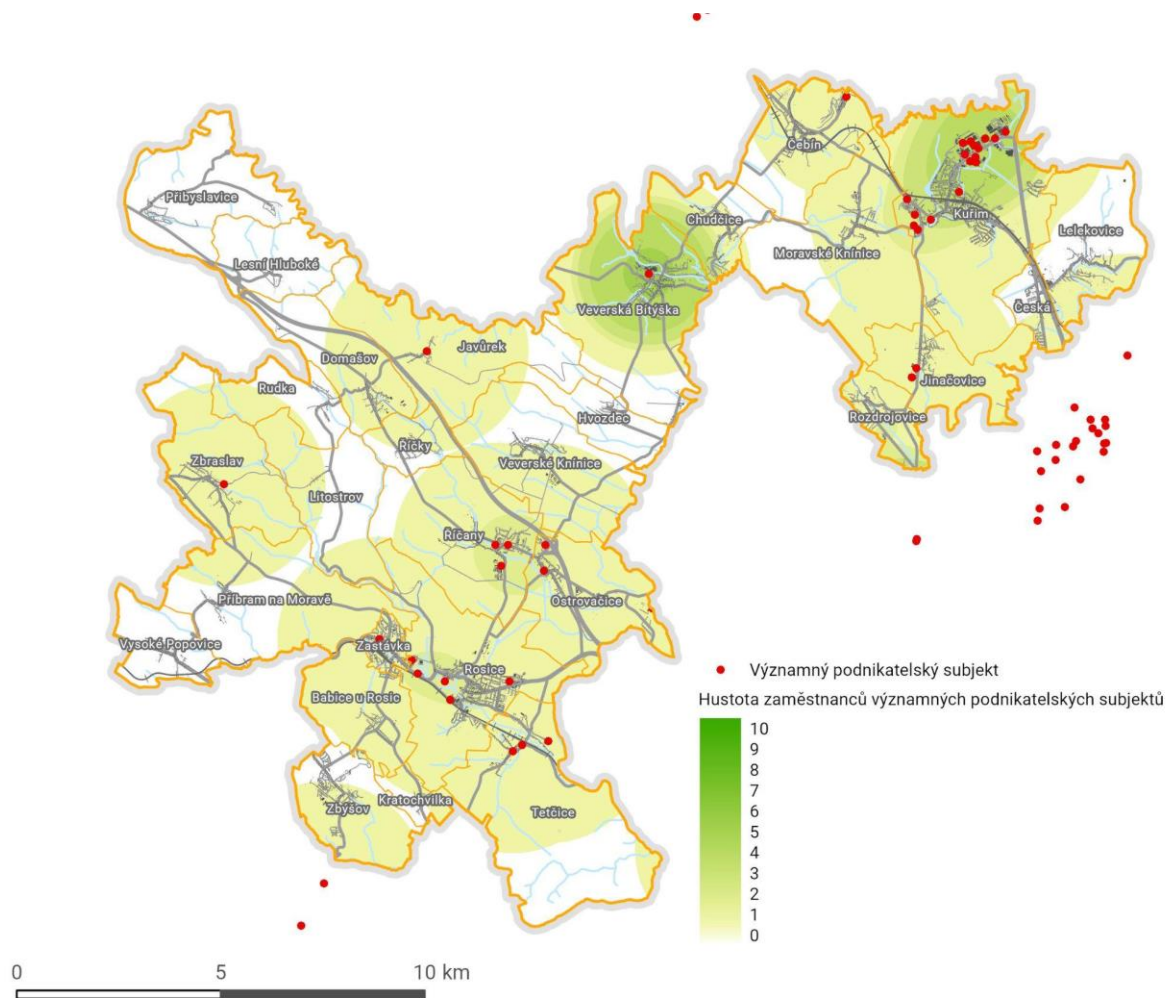 Čebín
Kuřim
Přibyslavice
Chudčice
Lelekovice
Moravské Knínice
Lesní Hluboké
Česká
Veverská Bítýška
Javůrek
Domašov
Jinačovice
Rudka
Hvozdec
Rozdrojovice
Říčky
Veverské Knínice
Zbraslav
Litostrov
Říčany
Příbram na Moravě
Ostrovačice
Vysoké Popovice
Zastávka
Rosice
Babice u Rosic
Zbýšov
Kratochvilka
Tetčice
Významný podnikatelský subjekt
Hustota zaměstnanců významných podnikatelských subjektů
10
9
8
7
6
5
4
3
2
1
0
0 5 10 km